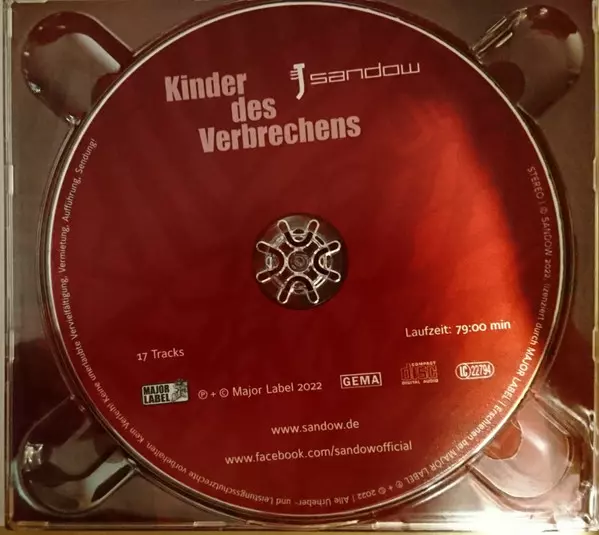 sandow
Kinder
des
Verbrechens
17 Tracks
Laufzeit: 79:00 min
MAJOR
LABEL
℗ + © Major Label 2022
GEMA
COMPACT
disc
DIGITAL AUDIO
LC 22794
www.sandow.de
www.facebook.com/sandowofficial
STEREO | © SANDOW 2022, lizenziert durch MAJOR LABEL | Erschienen bei MAJOR LABEL ℗ + © 2022 | Alle Urheber- und Leistungsschutzrechte vorbehalten. Kein Verleih! Keine unerlaubte Vervielfältigung, Vermietung, Aufführung, Sendung!